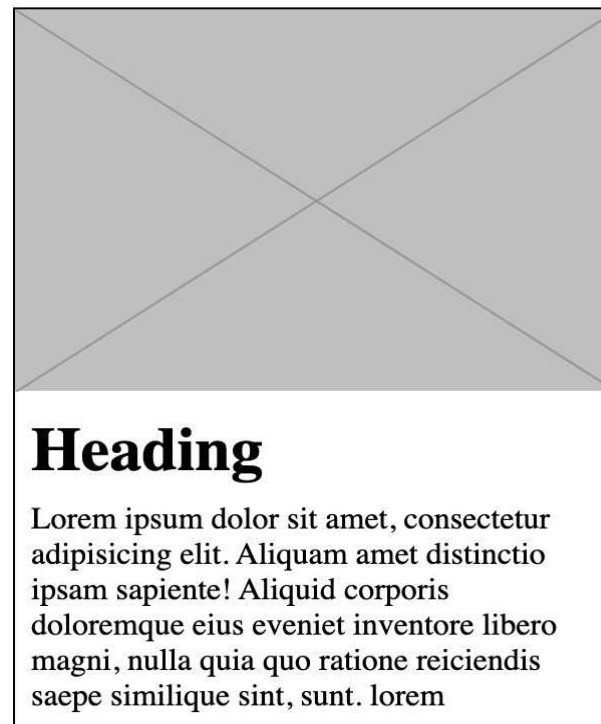 Heading
Lorem ipsum dolor sit amet, consectetur
adipisicing elit. Aliquam amet distinctio
ipsam sapiente! Aliquid corporis
doloremque eius eveniet inventore libero
magni, nulla quia quo ratione reiciendis
saepe similique sint, sunt. lorem